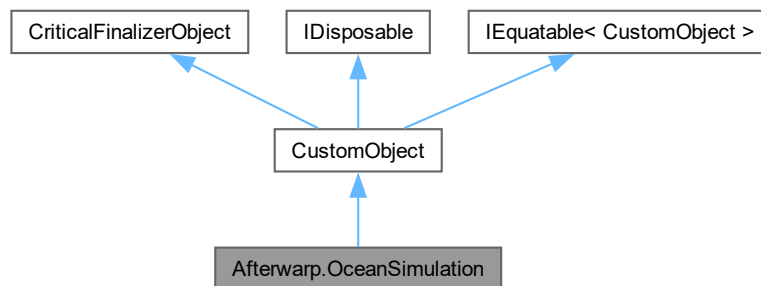 CriticalFinalizerObject
IDisposable
IEquatable< CustomObject >
CustomObject
Afterwarp.OceanSimulation